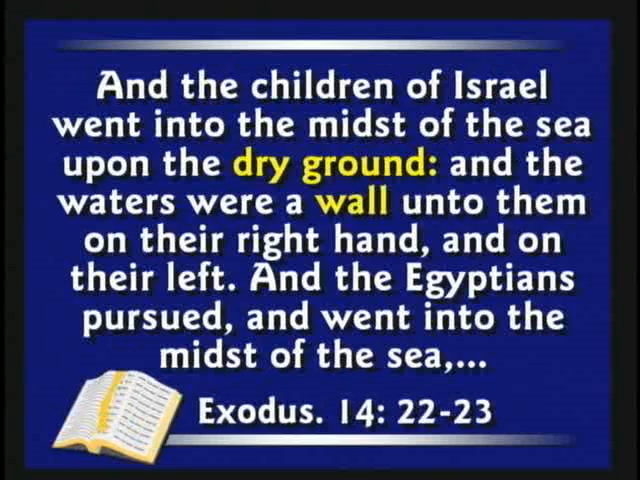 And the children of Israel
went into the midst of the sea
upon the dry ground: and the
waters were a wall unto them
on their right hand, and on
their left. And the Egyptians
pursued, and went into the
midst of the sea,...
Exodus. 14: 22-23